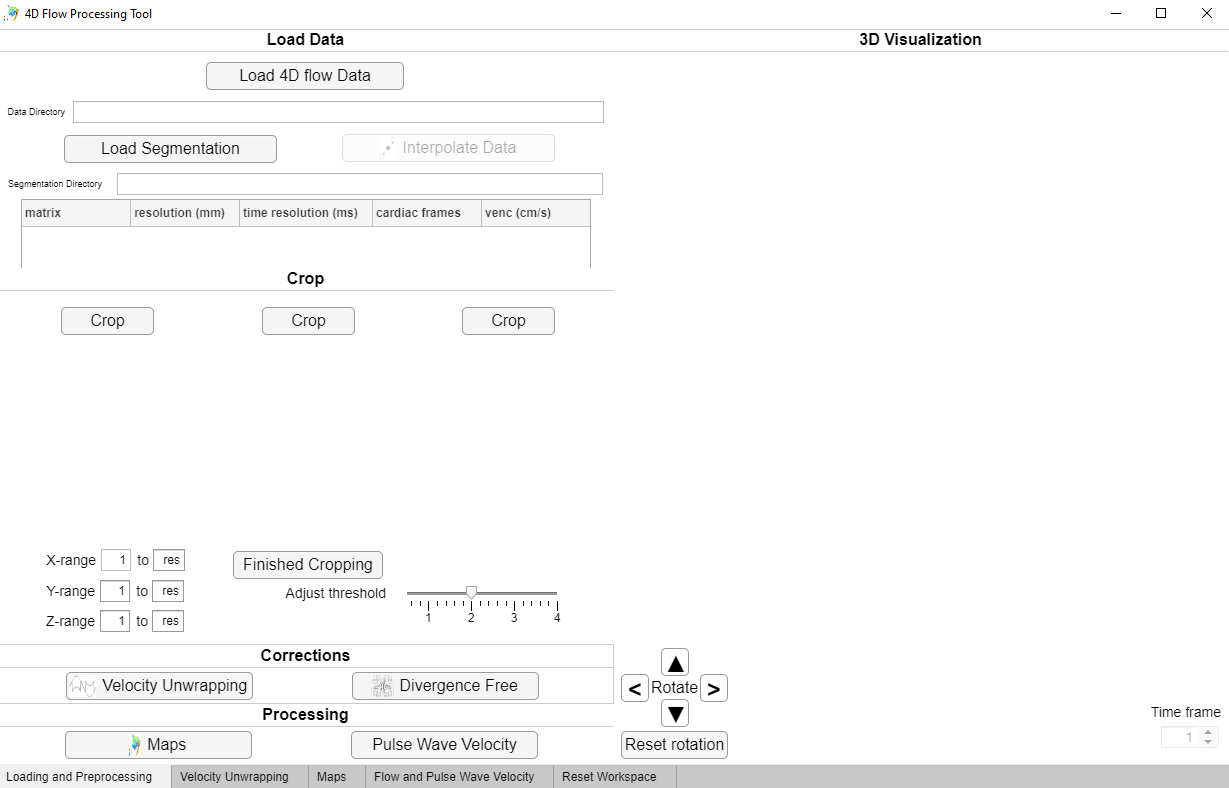 4D Flow Processing Tool
Load Data
3D Visualization
Load 4D flow Data
Data Directory
Load Segmentation
Interpolate Data
Segmentation Directory
matrix resolution (mm) time resolution (ms) cardiac frames venc (cm/s)
Crop
Crop Crop Crop
X-range 1 to res
Finished Cropping
Y-range 1 to res
Adjust threshold
1 2 3 4
Z-range 1 to res
Corrections
Velocity Unwrapping
Divergence Free
Processing
Maps
Pulse Wave Velocity
▲
< Rotate >
▼
Reset rotation
Time frame
1
Loading and Preprocessing Velocity Unwrapping Maps Flow and Pulse Wave Velocity Reset Workspace